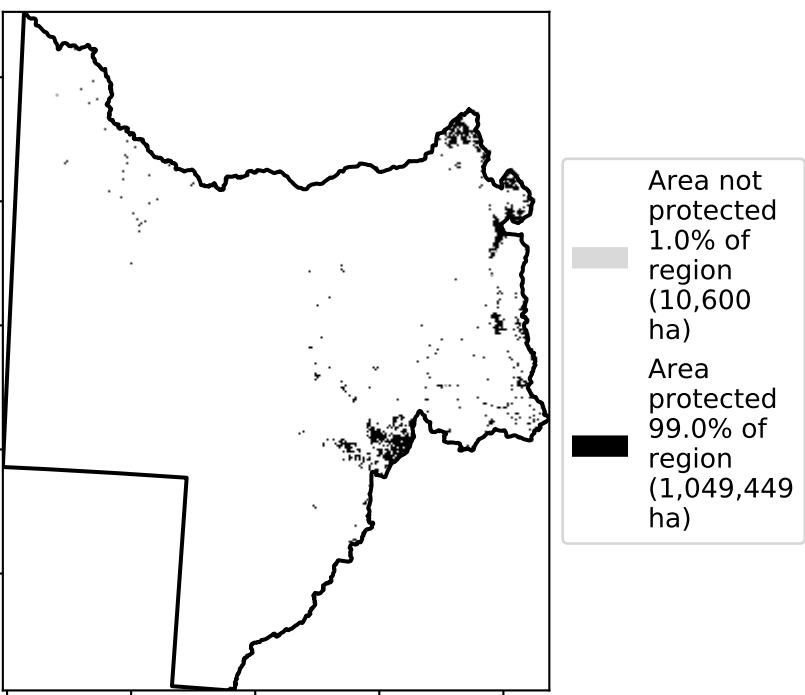 Area not
protected
1.0% of
region
(10,600
ha)
Area
protected
99.0% of
region
(1,049,449
ha)